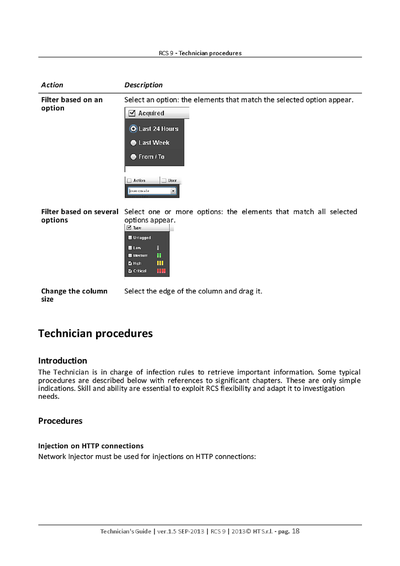 RCS 9 - Technician procedures
Action Description
Filter based on an option
Select an option: the elements that match the selected option appear.
Acquired
Last 24 Hours
Last Week
From / To
Action User
Filter based on several options
Select one or more options: the elements that match all selected
options appear.
Type
Untagged
Low
Medium
High
Critical
Change the column size
Select the edge of the column and drag it.
Technician procedures
Introduction
The Technician is in charge of infection rules to retrieve important information. Some typical
procedures are described below with references to significant chapters. These are only simple
indications. Skill and ability are essential to exploit RCS flexibility and adapt it to investigation
needs.
Procedures
Injection on HTTP connections
Network Injector must be used for injections on HTTP connections:
Technician's Guide | ver.1.5 SEP-2013 | RCS 9 | 2013© HT S.r.l. - pag. 18